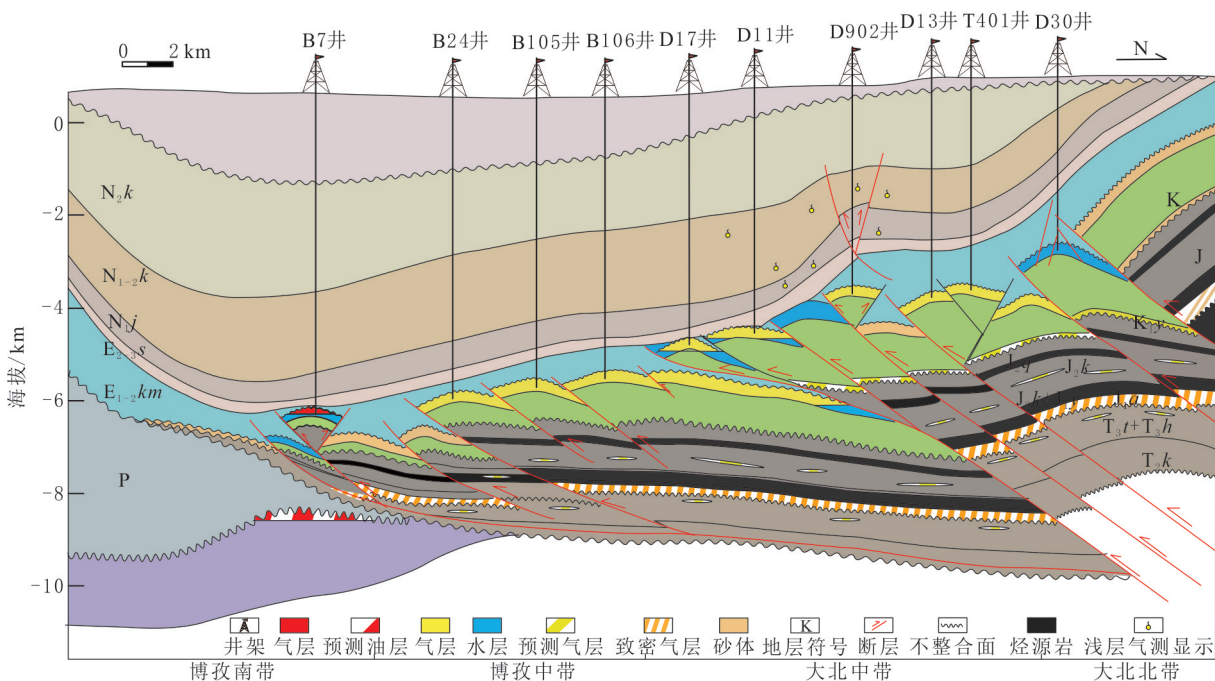 0 2 km
B7井 B24井 B105井 B106井 D17井 D11井 D902井 D13井 T401井 D30井
N
海拔/km
0
−2
−4
−6
−8
−10
N₂k
N₁₋₂k
N₁j
E₂₋₃s
E₁₋₂km
P
K
J
K₁y
J₂q J₂k
T₃t+T₃h
T₂k
K
井架 气层 预测油层 气层 水层 预测气层 致密气层 砂体 地层符号 断层 不整合面 烃源岩 浅层气测显示
博孜南带 博孜中带 大北中带 大北北带